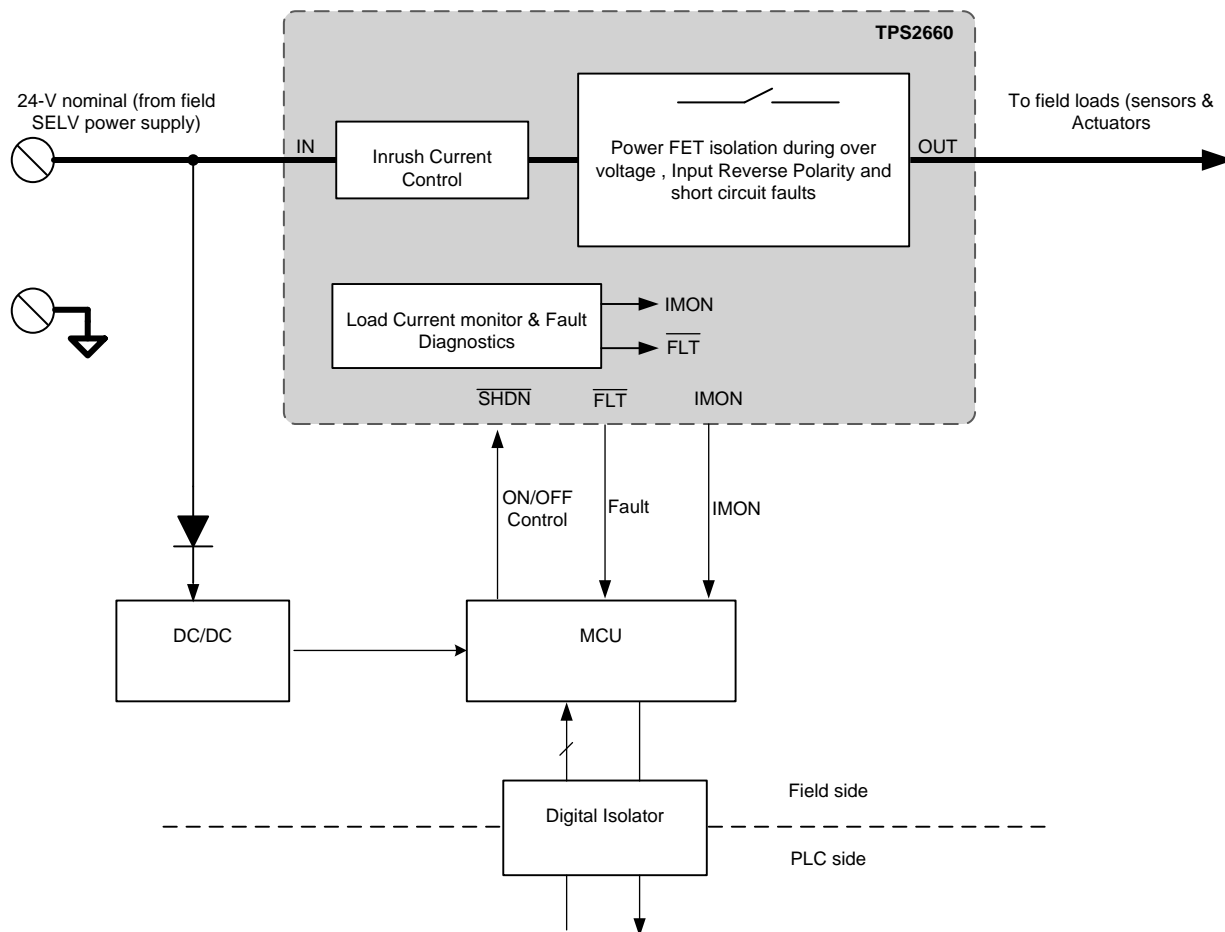 TPS2660
24-V nominal (from field
SELV power supply)
IN
Inrush Current
Control
Power FET isolation during over
voltage , Input Reverse Polarity and
short circuit faults
OUT
To field loads (sensors &
Actuators
Load Current monitor & Fault
Diagnostics
IMON
FLT
SHDN
FLT
IMON
ON/OFF
Control
Fault
IMON
DC/DC
MCU
Digital Isolator
Field side
PLC side